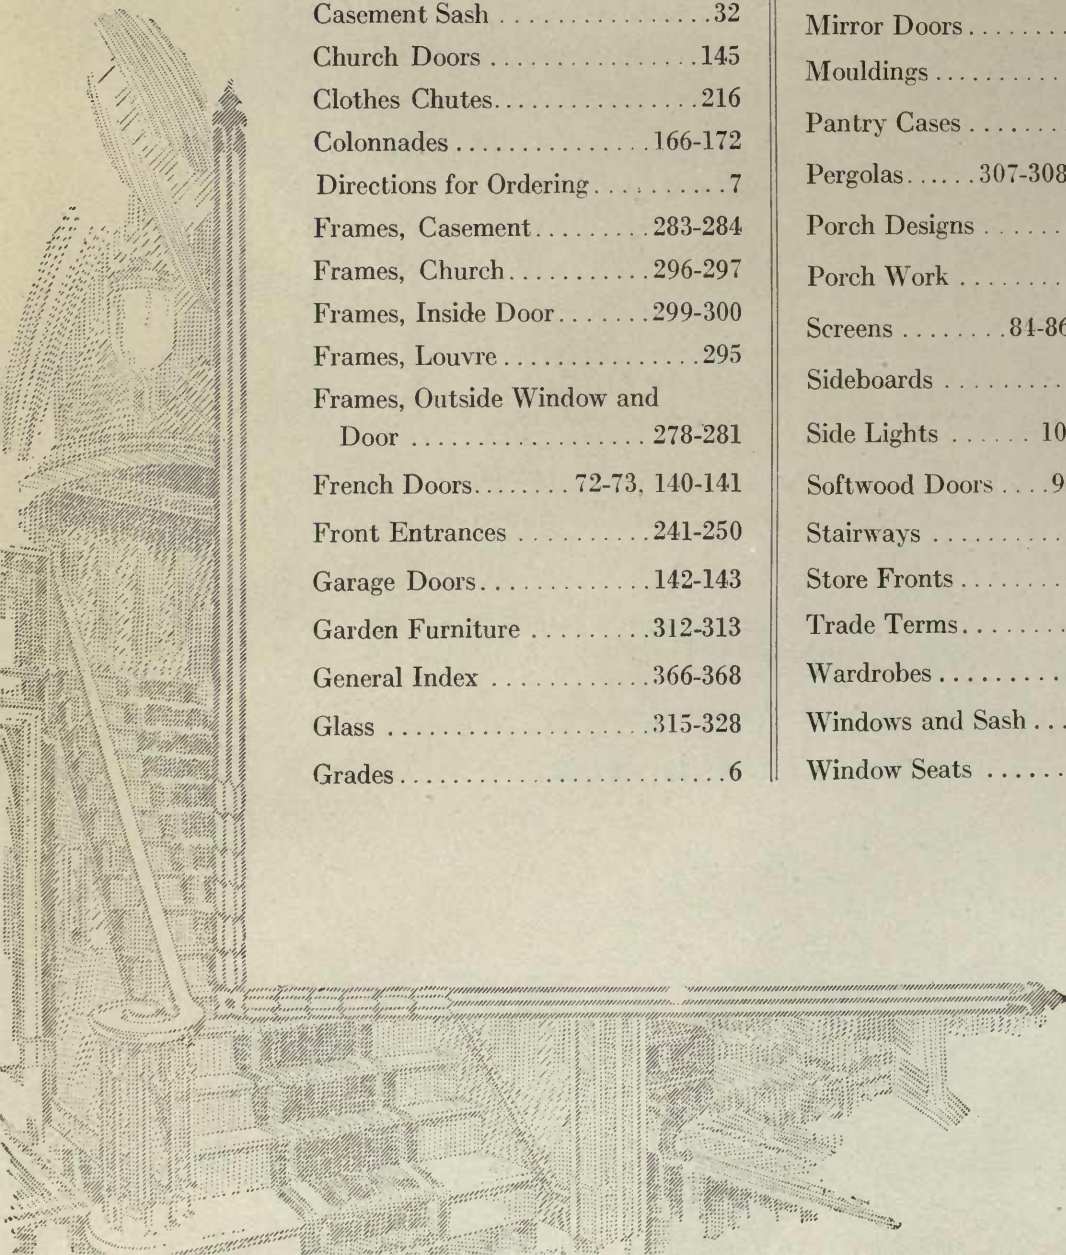 Casement Sash ................32
Church Doors ................145
Clothes Chutes................216
Colonnades ...............166-172
Directions for Ordering..........7
Frames, Casement.........283-284
Frames, Church...........296-297
Frames, Inside Door.......299-300
Frames, Louvre ...............295
Frames, Outside Window and
Door ..................278-281
French Doors........72-73, 140-141
Front Entrances ..........241-250
Garage Doors.............142-143
Garden Furniture .........312-313
General Index ............366-368
Glass ....................315-328
Grades.........................6
Mirror Doors........
Mouldings..........
Pantry Cases.......
Pergolas......307-308
Porch Designs ......
Porch Work ........
Screens ........84-86
Sideboards .........
Side Lights ...... 10
Softwood Doors ....9
Stairways ..........
Store Fronts ........
Trade Terms........
Wardrobes..........
Windows and Sash ...
Window Seats ......